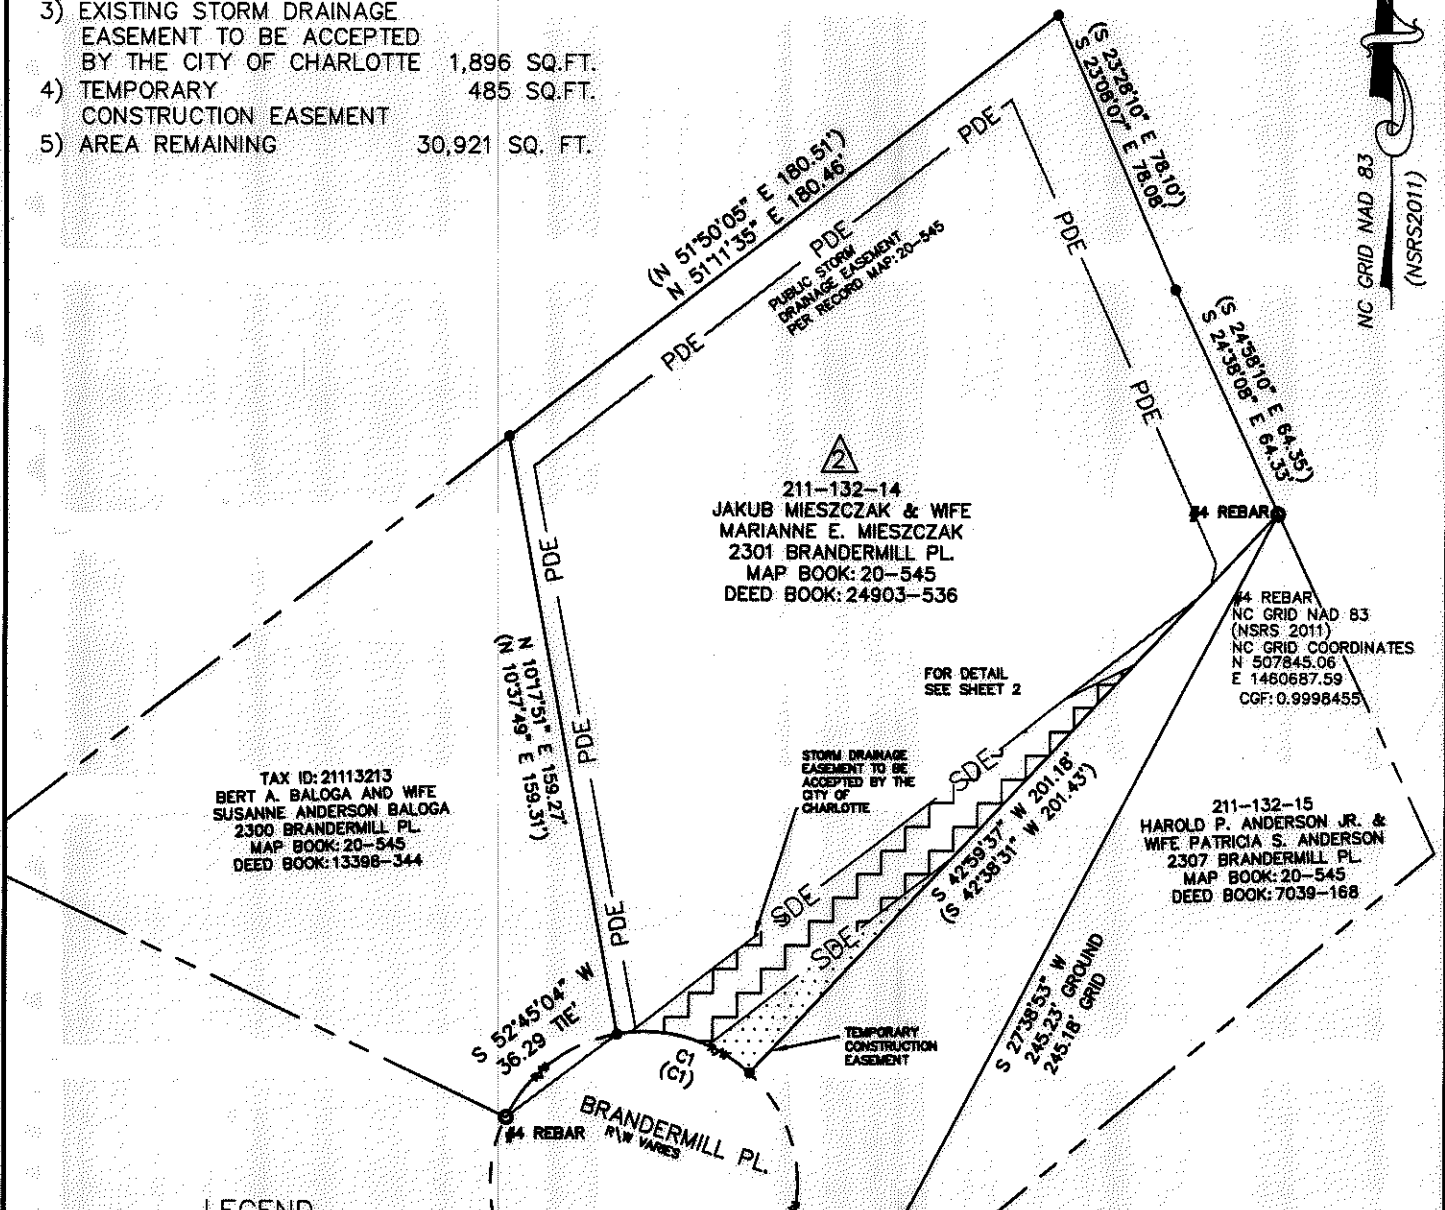 3) EXISTING STORM DRAINAGE
EASEMENT TO BE ACCEPTED
BY THE CITY OF CHARLOTTE 1,896 SQ.FT.
4) TEMPORARY 485 SQ.FT.
CONSTRUCTION EASEMENT
5) AREA REMAINING 30,921 SQ. FT.
NC GRID NAD 83
(NSRS2011)
(S 23°28'10" E 78.10')
S 23°08'07" E 78.08'
(N 51°50'05" E 180.51')
N 51°11'35" E 180.46'
PDE
PDE
PDE
PUBLIC STORM
DRAINAGE EASEMENT
PER RECORD MAP: 20-545
PDE
PDE
(S 24°58'10" E 64.35')
S 24°38'08" E 64.33'
2
211-132-14
JAKUB MIESZCZAK & WIFE
MARIANNE E. MIESZCZAK
2301 BRANDERMILL PL.
MAP BOOK: 20-545
DEED BOOK: 24903-536
#4 REBAR
#4 REBAR
NC GRID NAD 83
(NSRS 2011)
NC GRID COORDINATES
N 507845.06
E 1460687.59
CGF: 0.9998455
PDE
PDE
PDE
N 10°17'51" E 159.27'
(N 10°37'49" E 159.31')
FOR DETAIL
SEE SHEET 2
STORM DRAINAGE
EASEMENT TO BE
ACCEPTED BY THE
CITY OF
CHARLOTTE
SDE
SDE
SDE
S 42°59'37" W 201.18'
(S 42°38'31" W 201.43')
TAX ID: 21113213
BERT A. BALOGA AND WIFE
SUSANNE ANDERSON BALOGA
2300 BRANDERMILL PL.
MAP BOOK: 20-545
DEED BOOK: 13398-344
211-132-15
HAROLD P. ANDERSON JR. &
WIFE PATRICIA S. ANDERSON
2307 BRANDERMILL PL.
MAP BOOK: 20-545
DEED BOOK: 7039-168
S 27°38'53" W
245.23' GROUND
245.18' GRID
S 52°45'04" W
36.29 TIE'
R/W
C1
(C1)
R/W
TEMPORARY
CONSTRUCTION
EASEMENT
#4 REBAR
BRANDERMILL PL.
R\W VARIES
LEGEND